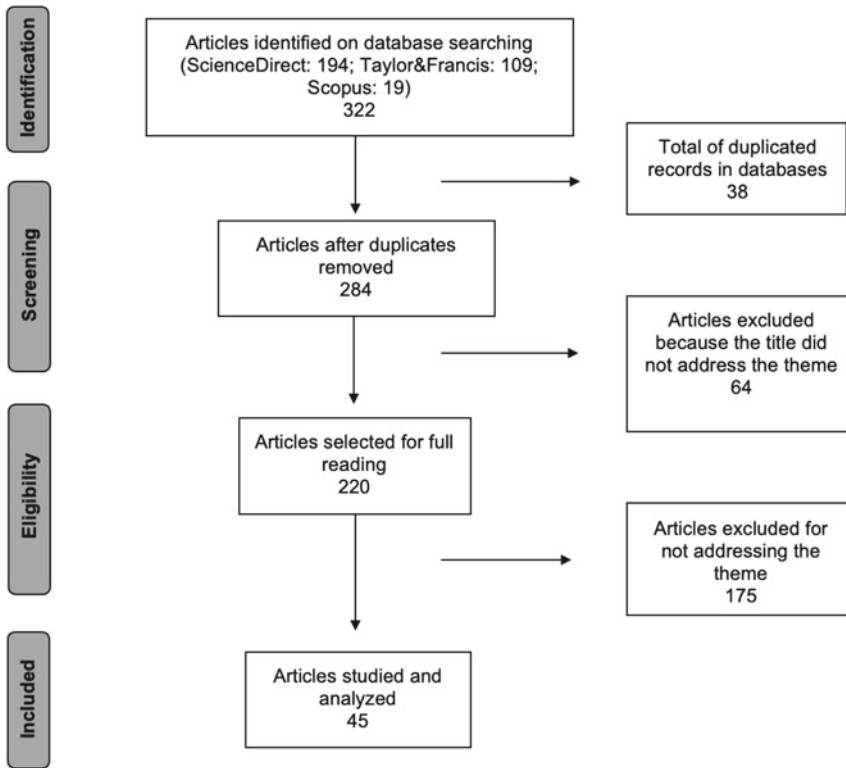 Identification
Articles identified on database searching
(ScienceDirect: 194; Taylor&Francis: 109;
Scopus: 19)
322
Total of duplicated
records in databases
38
Screening
Articles after duplicates
removed
284
Articles excluded
because the title did
not address the theme
64
Eligibility
Articles selected for full
reading
220
Articles excluded for
not addressing the
theme
175
Included
Articles studied and
analyzed
45